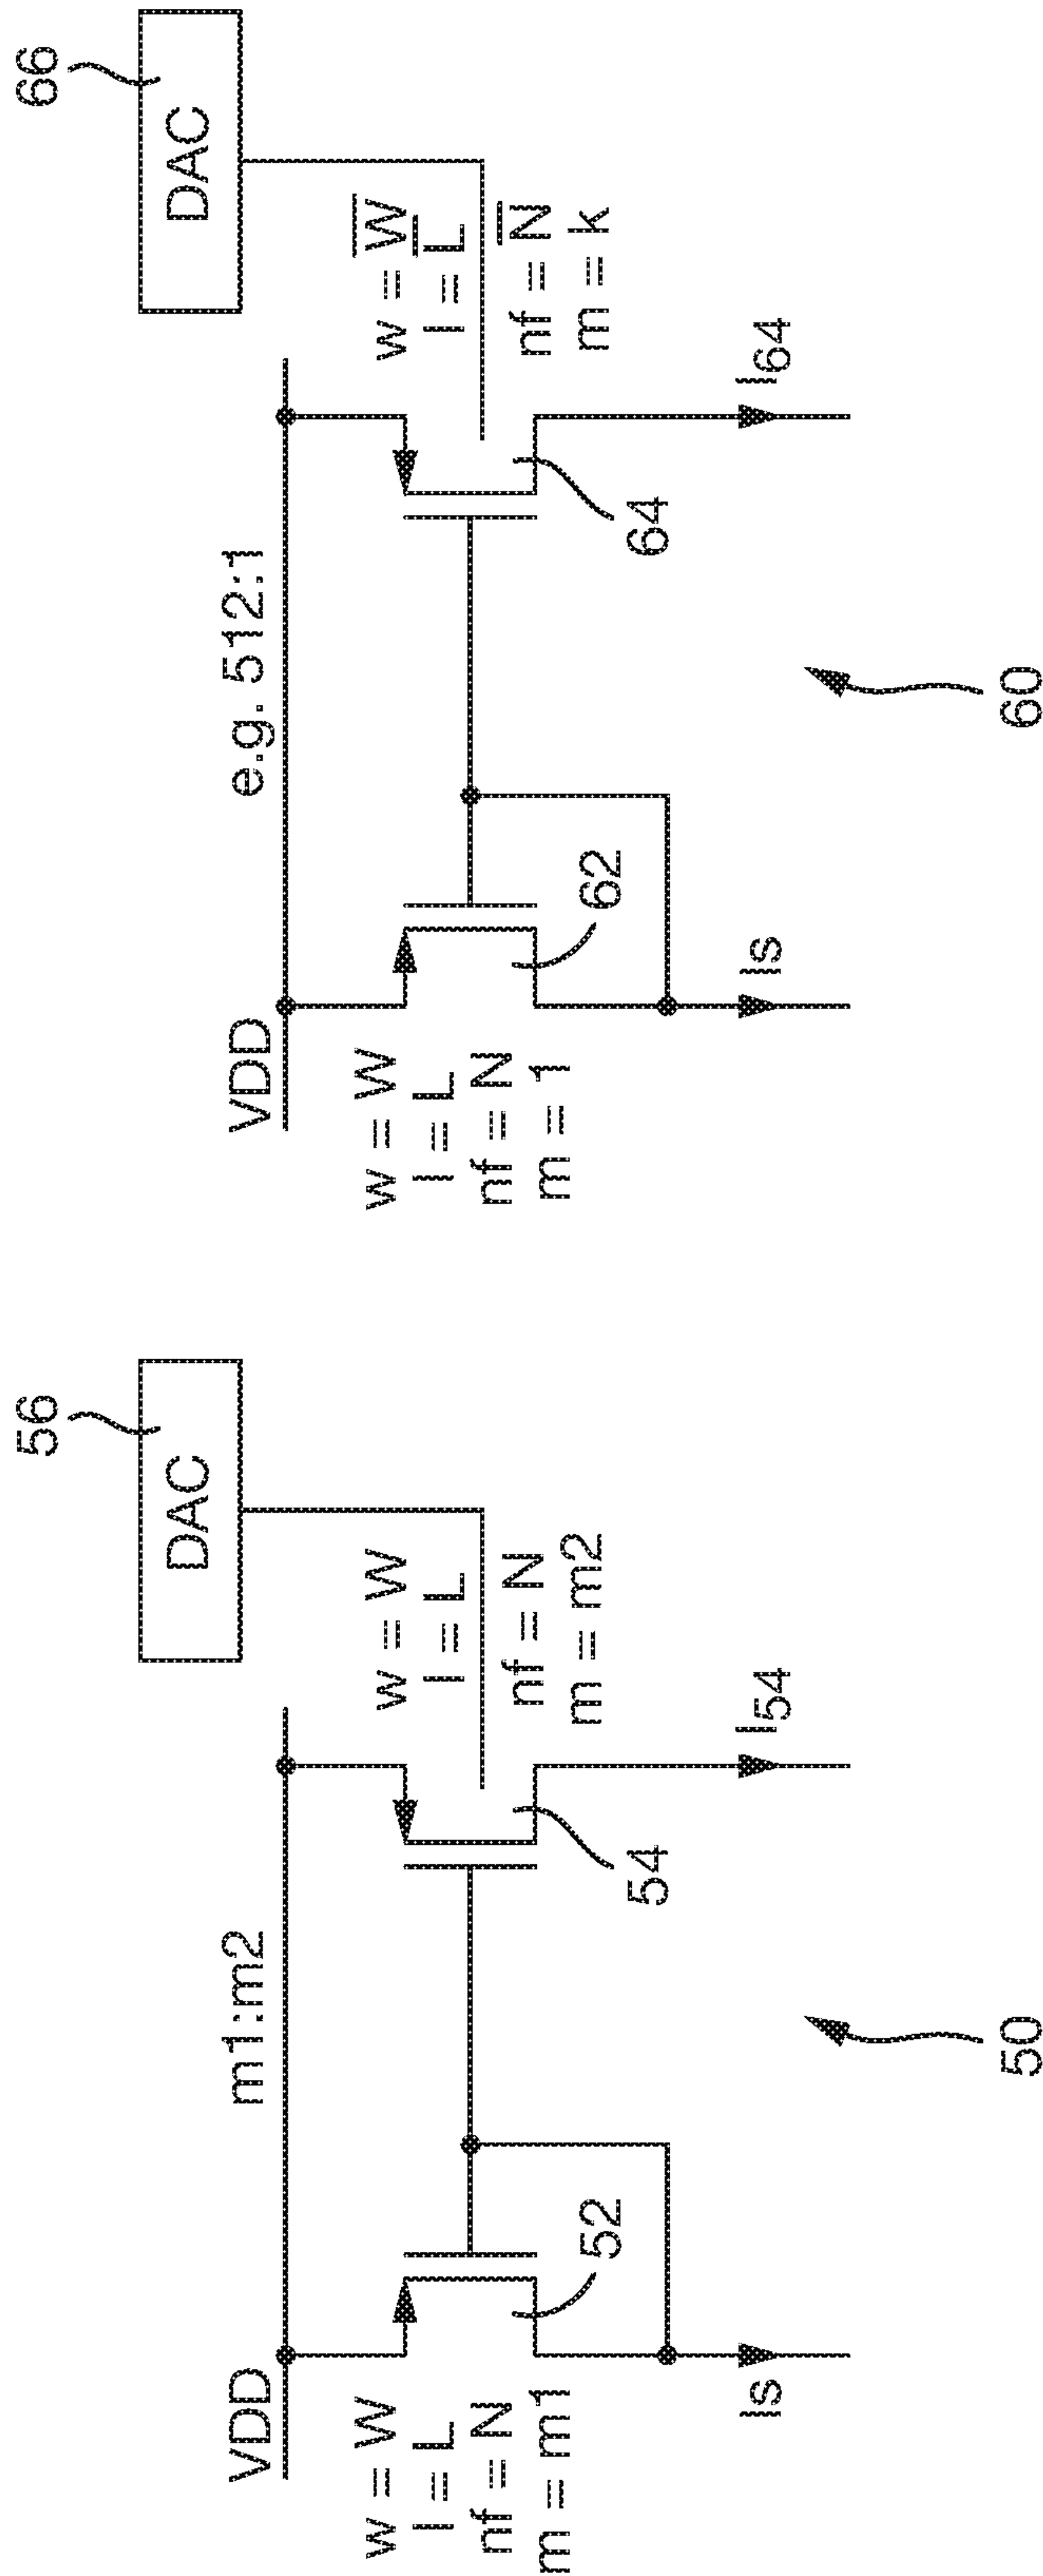 56
DAC
m1:m2
VDD
w = W
l = L
nf = N
m = m1
w = W
l = L
nf = N
m = m2
52
54
Is
I54
50
66
DAC
e.g. 512:1
VDD
w = W
l = L
nf = N
m = 1
w = W̅
l = L̅
nf = N̅
m = k
62
64
Is
I64
60